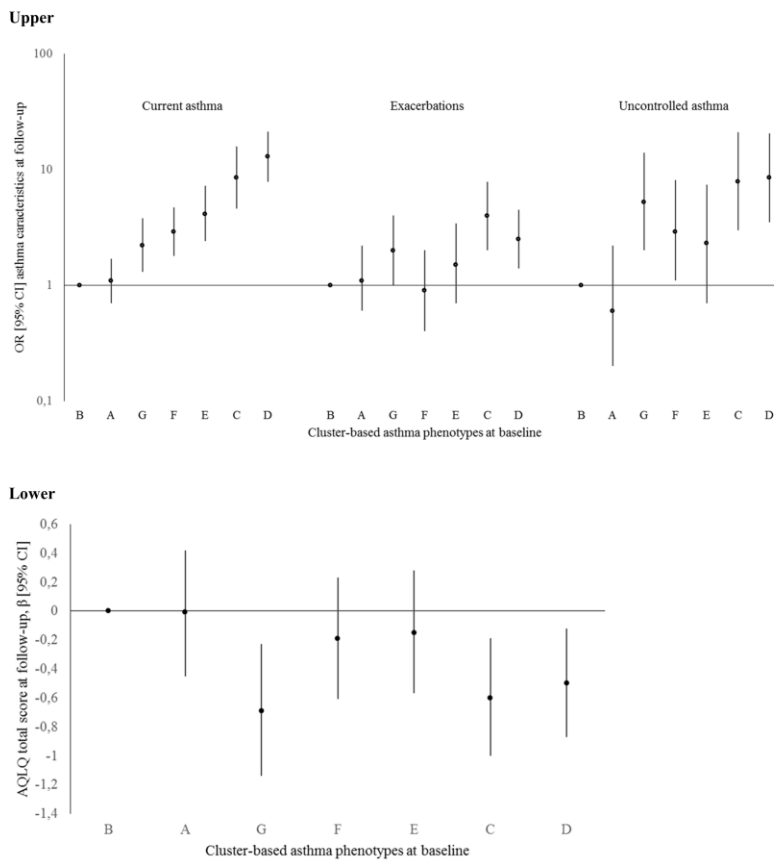 Upper
OR [95% CI] asthma caracteristics at follow-up
100
10
1
0,1
Current asthma
Exacerbations
Uncontrolled asthma
B A G F E C D B A G F E C D B A G F E C D
Cluster-based asthma phenotypes at baseline
Lower
AQLQ total score at follow-up, β [95% CI]
0,6
0,4
0,2
0
-0,2
-0,4
-0,6
-0,8
-1
-1,2
-1,4
B A G F E C D
Cluster-based asthma phenotypes at baseline